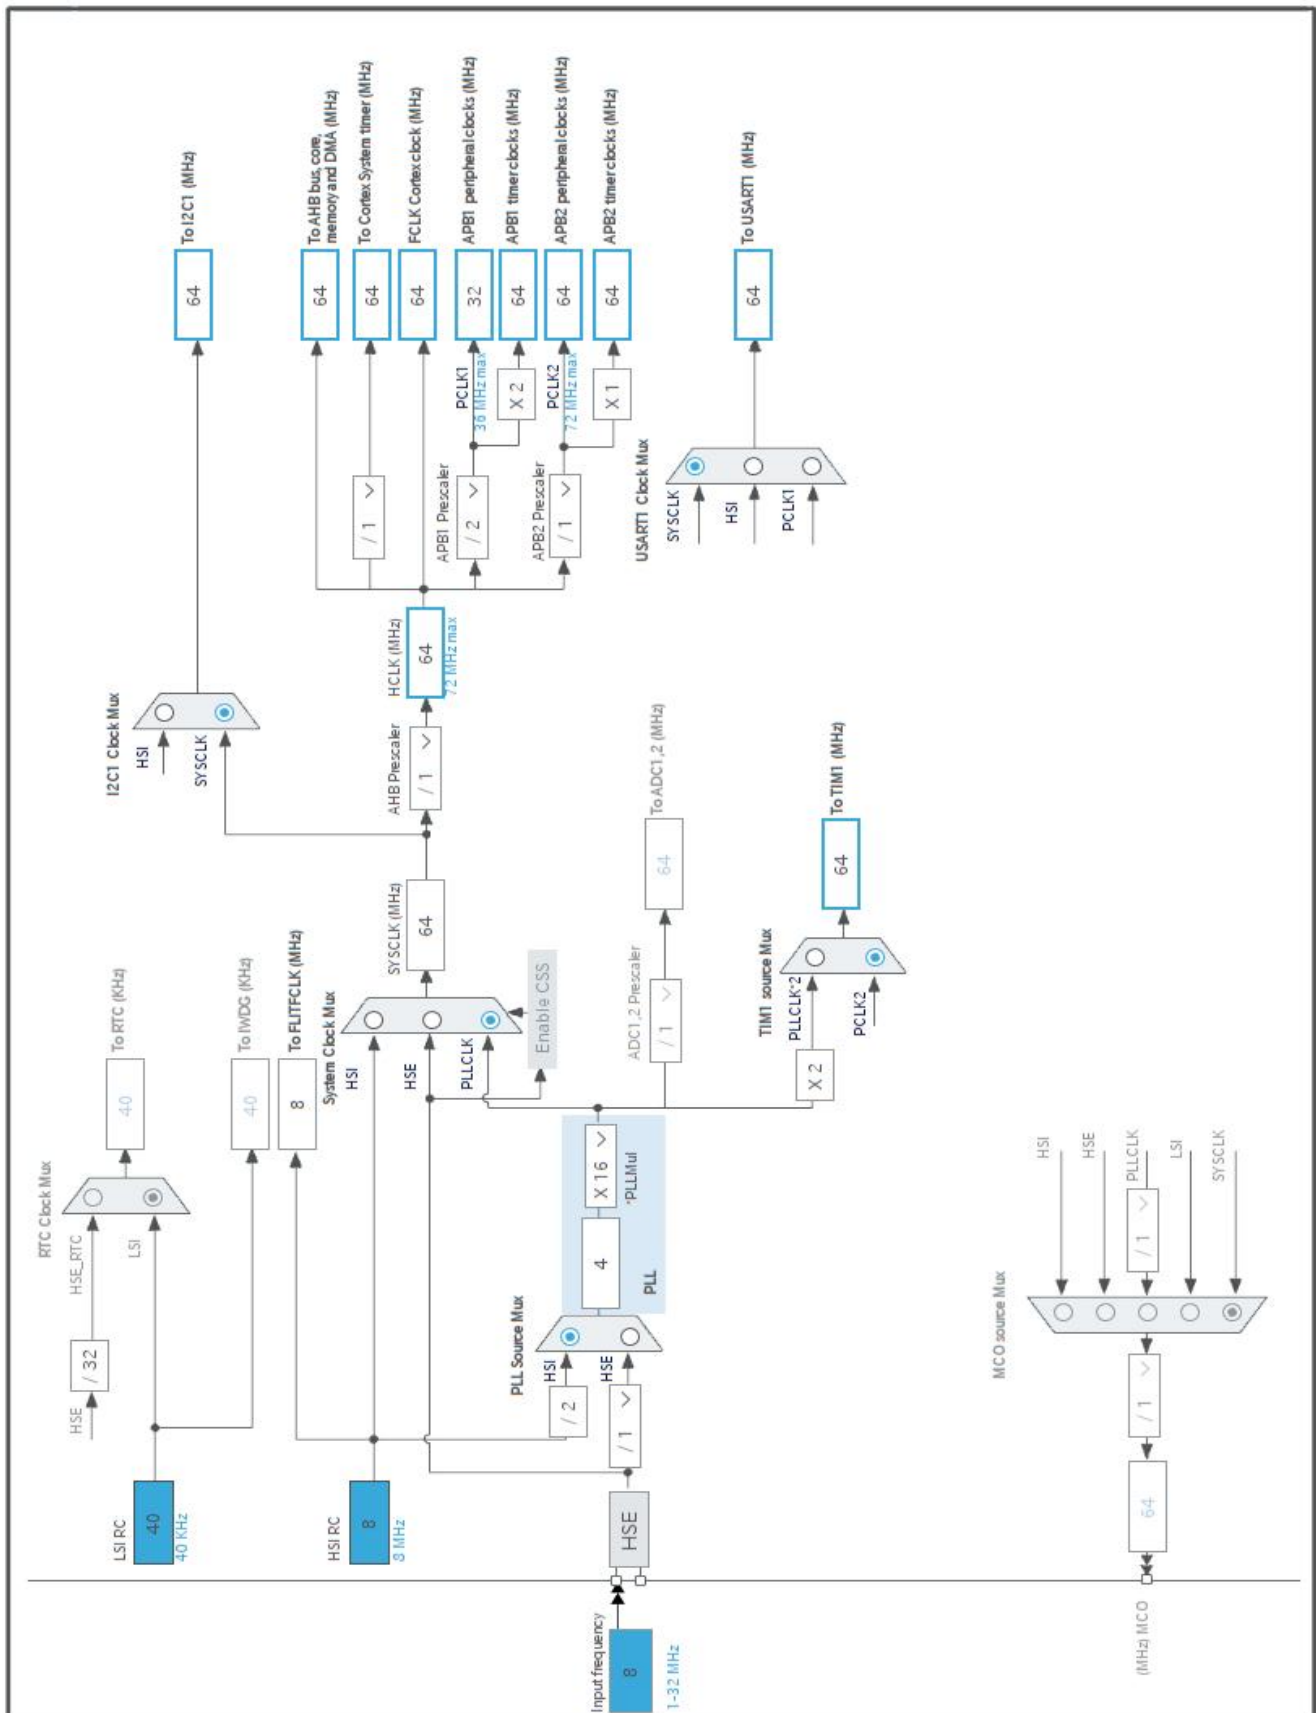 RTC Clock Mux
HSE
/ 32
HSE_RTC
LSI
40
To RTC (KHz)
LSI RC
40
40 KHz
40
To IWDG (KHz)
I2C1 Clock Mux
HSI
SYSCLK
64
To I2C1 (MHz)
8
To FLITFCLK (MHz)
HSI RC
8
8 MHz
System Clock Mux
HSI
HSE
PLLCLK
Enable CSS
SYSCLK (MHz)
64
AHB Prescaler
/ 1
HCLK (MHz)
64
72 MHz max
64
To AHB bus, core,
memory and DMA (MHz)
/ 1
64
To Cortex System timer (MHz)
64
FCLK Cortex clock (MHz)
APB1 Prescaler
/ 2
PCLK1
36 MHz max
32
APB1 peripheral clocks (MHz)
X 2
64
APB1 timer clocks (MHz)
APB2 Prescaler
/ 1
PCLK2
72 MHz max
64
APB2 peripheral clocks (MHz)
X 1
64
APB2 timer clocks (MHz)
PLL Source Mux
HSI
/ 2
HSE
/ 1
4
X 16
*PLLMul
PLL
Input frequency
8
1-32 MHz
HSE
ADC1,2 Prescaler
/ 1
64
To ADC1,2 (MHz)
USART1 Clock Mux
SYSCLK
HSI
PCLK1
64
To USART1 (MHz)
TIM1 source Mux
X 2
PLLCLK*2
PCLK2
64
To TIM1 (MHz)
MCO source Mux
HSI
HSE
/ 1
PLLCLK
LSI
SYSCLK
/ 1
64
(MHz) MCO